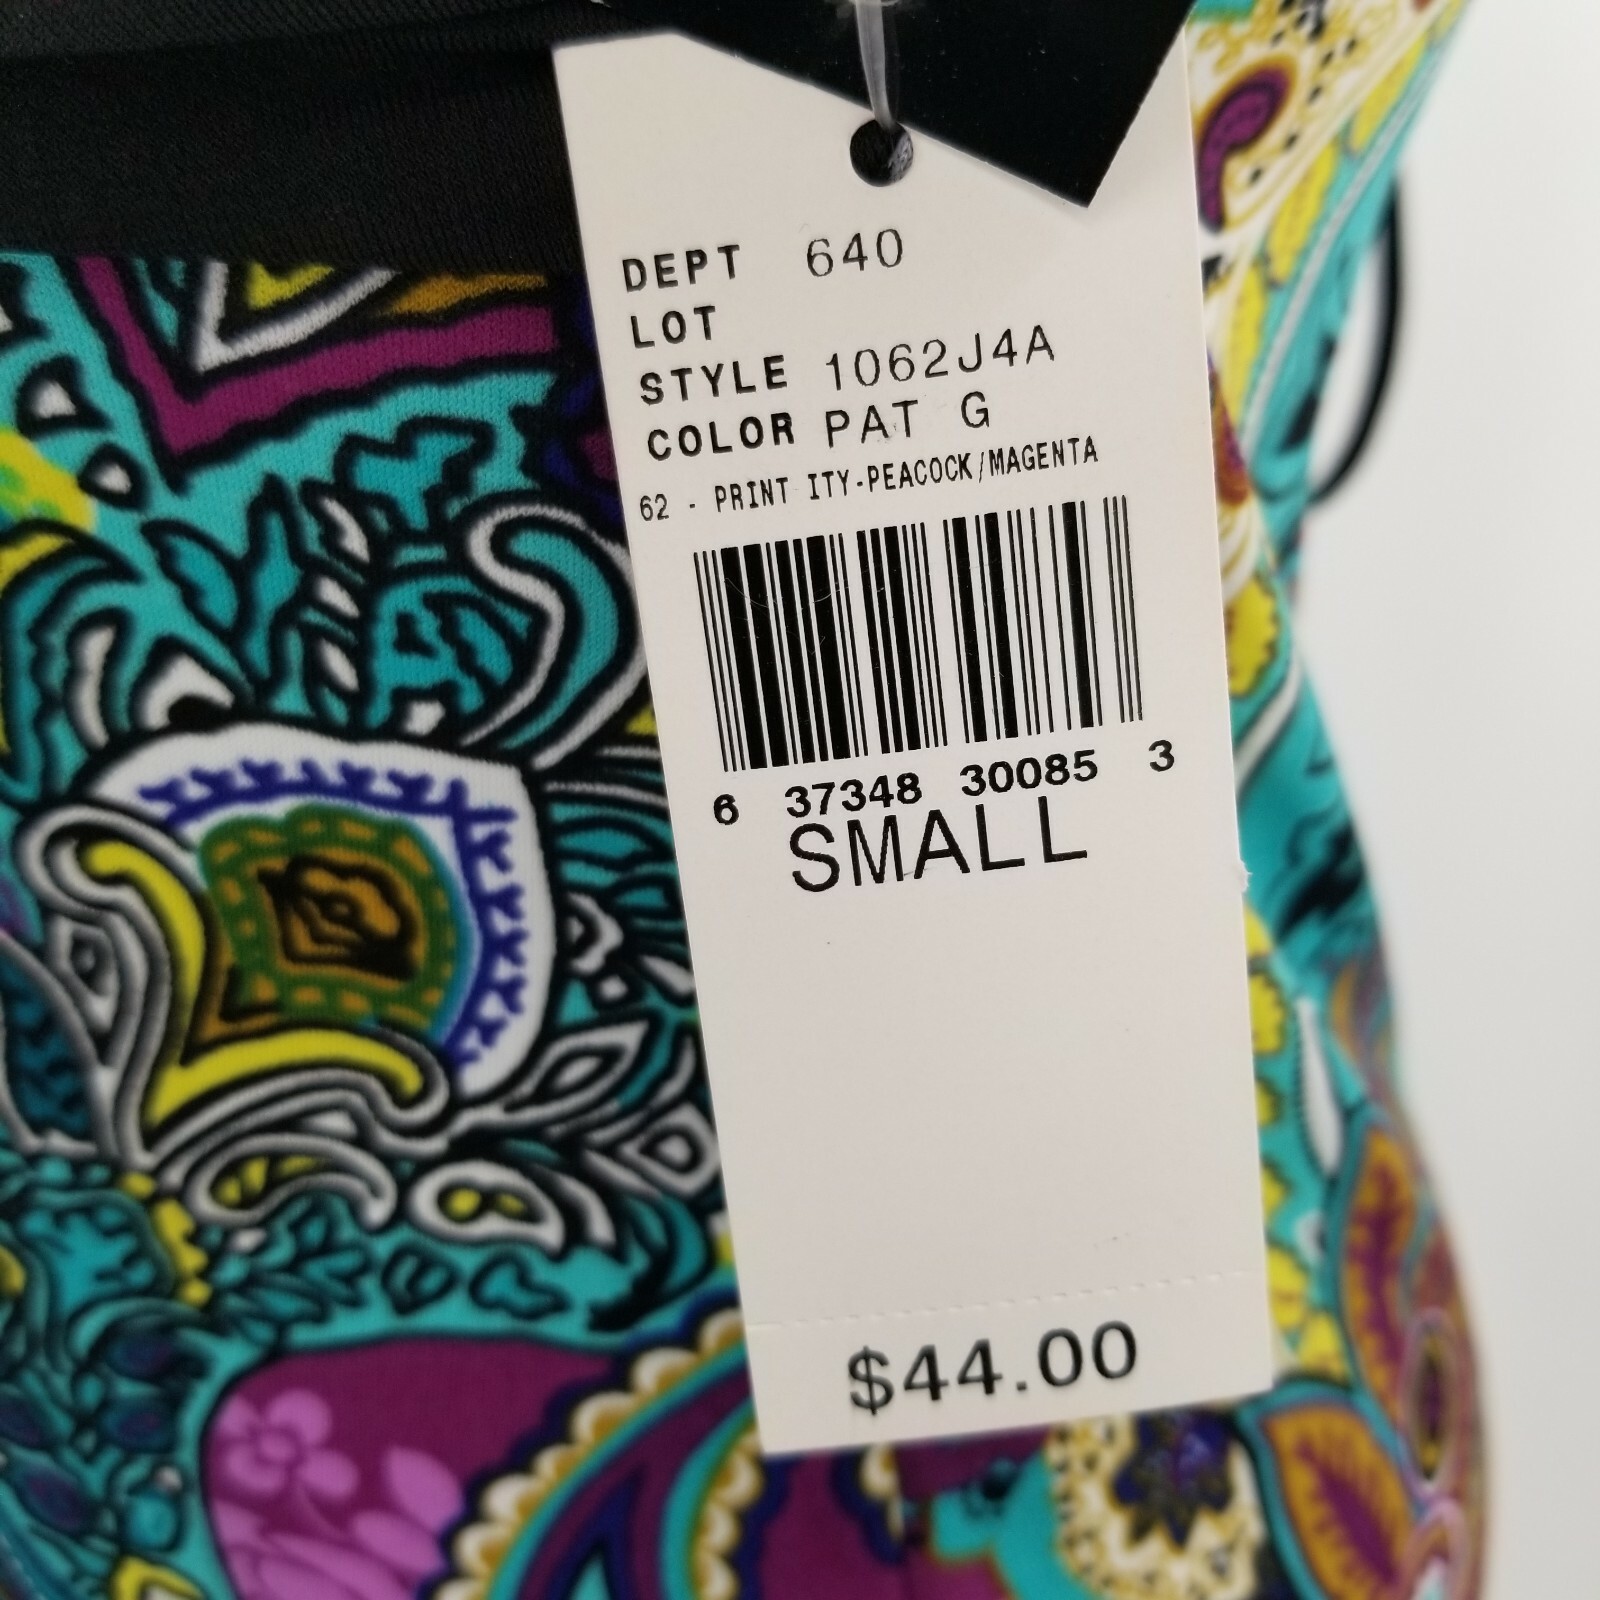 DEPT 640
LOT
STYLE 1062J4A
COLOR PAT G
62 - PRINT ITY-PEACOCK/MAGENTA
6 37348 30085 3
SMALL
$44.00